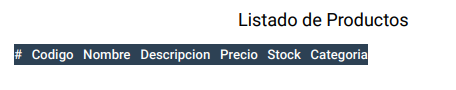 Listado de Productos
# Codigo Nombre Descripcion Precio Stock Categoria